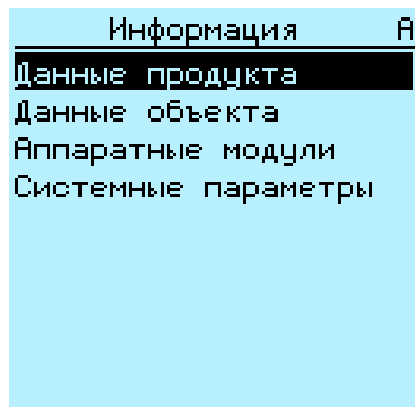 Информация А
Данные продукта
Данные объекта
Аппаратные модули
Системные параметры